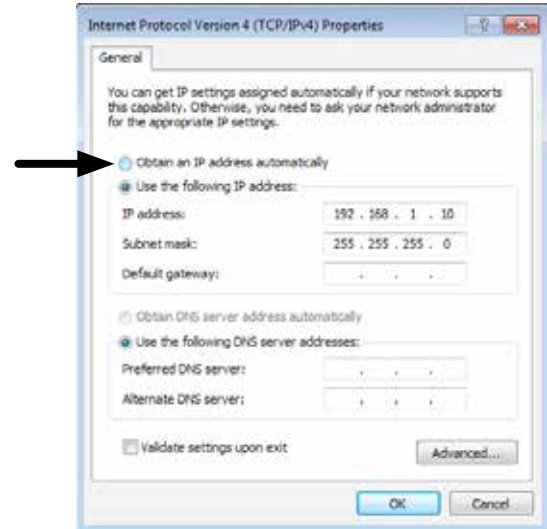 Internet Protocol Version 4 (TCP/IPv4) Properties
General
You can get IP settings assigned automatically if your network supports
this capability. Otherwise, you need to ask your network administrator
for the appropriate IP settings.
Obtain an IP address automatically
Use the following IP address:
IP address: 192 . 168 . 1 . 10
Subnet mask: 255 . 255 . 255 . 0
Default gateway: . . .
Obtain DNS server address automatically
Use the following DNS server addresses:
Preferred DNS server: . . .
Alternate DNS server: . . .
Validate settings upon exit
Advanced...
OK Cancel